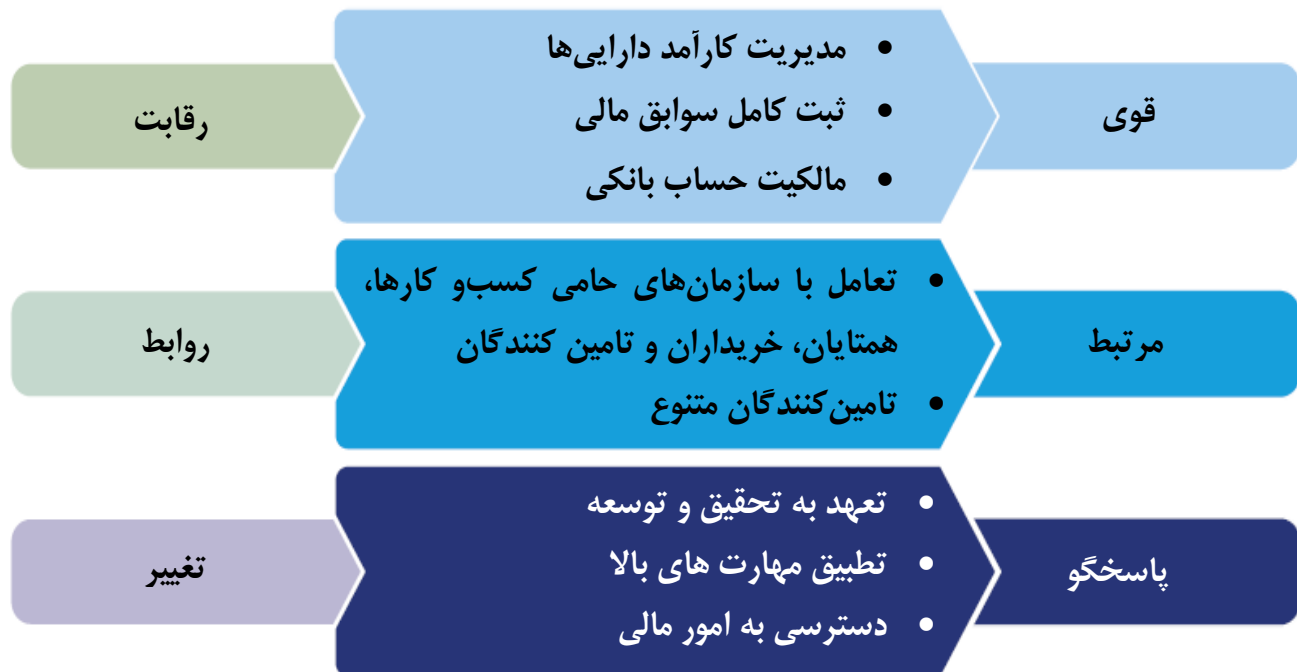 قوی
• مدیریت کارآمد دارایی‌ها
• ثبت کامل سوابق مالی
• مالکیت حساب بانکی
رقابت
مرتبط
• تعامل با سازمان‌های حامی کسب‌و کارها،
همتایان، خریداران و تامین کنندگان
• تامین‌کنندگان متنوع
روابط
پاسخگو
• تعهد به تحقیق و توسعه
• تطبیق مهارت های بالا
• دسترسی به امور مالی
تغییر